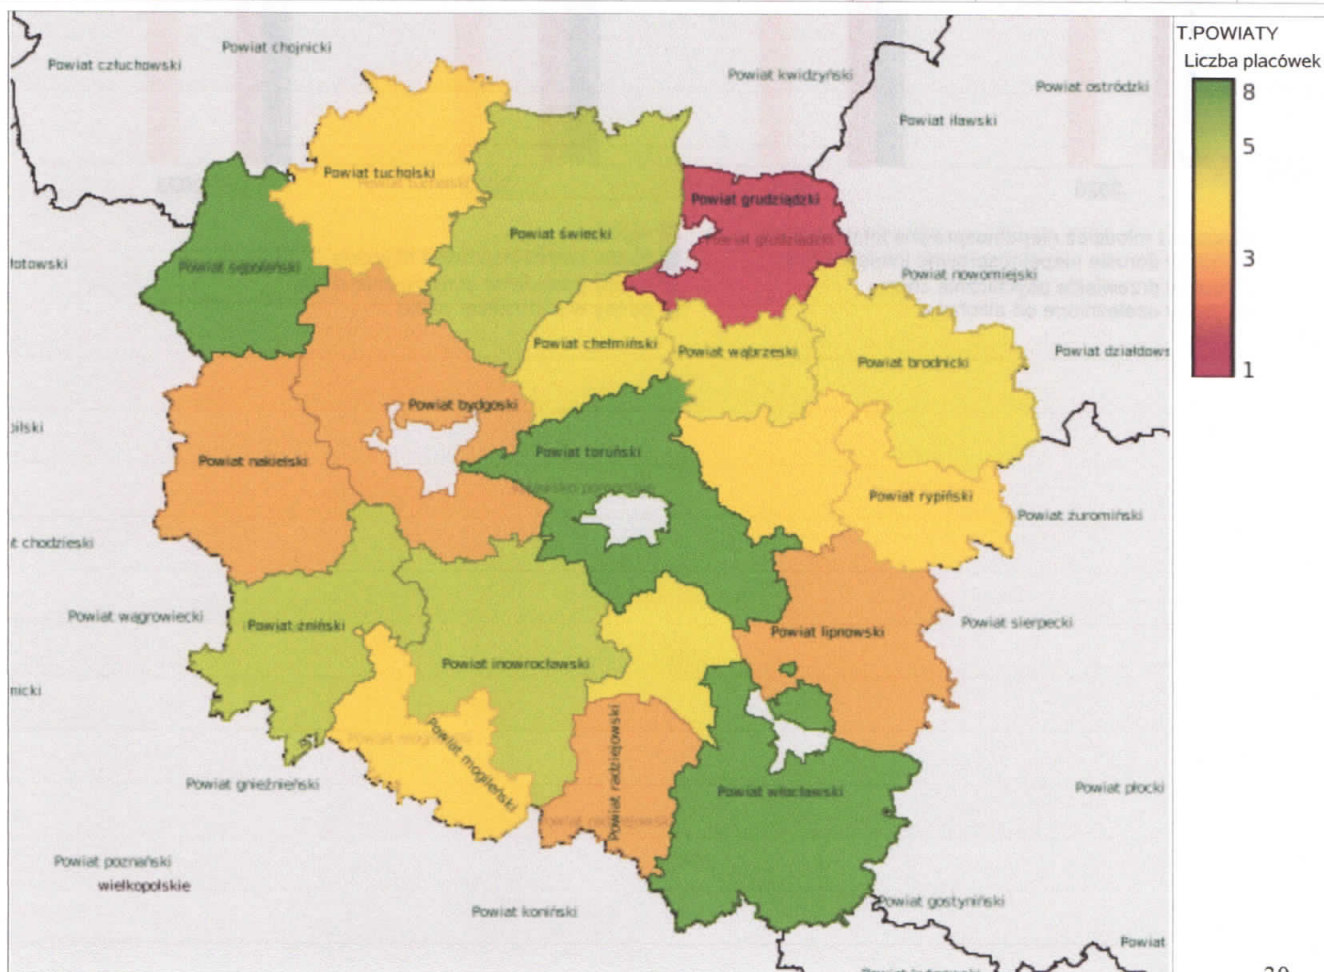 T.POWIATY
Liczba placówek
8
5
3
1
Powiat chojnicki
Powiat człuchowski
Powiat kwidzyński
Powiat ostródzki
Powiat iławski
Powiat tucholski
Powiat grudziądzki
Powiat świecki
Powiat sępoleński
Powiat nowomiejski
Powiat chełmiński
Powiat wąbrzeski
Powiat brodnicki
Powiat bydgoski
Powiat toruński
Powiat nakielski
Powiat rypiński
Powiat żuromiński
t chodzieski
Powiat wągrowiecki
Powiat żniński
Powiat lipnowski
Powiat sierpecki
Powiat inowrocławski
Powiat mogileński
Powiat radziejowski
Powiat gnieźnieński
Powiat włocławski
Powiat płocki
Powiat poznański
wielkopolskie
Powiat koniński
Powiat gostyniński
Powiat